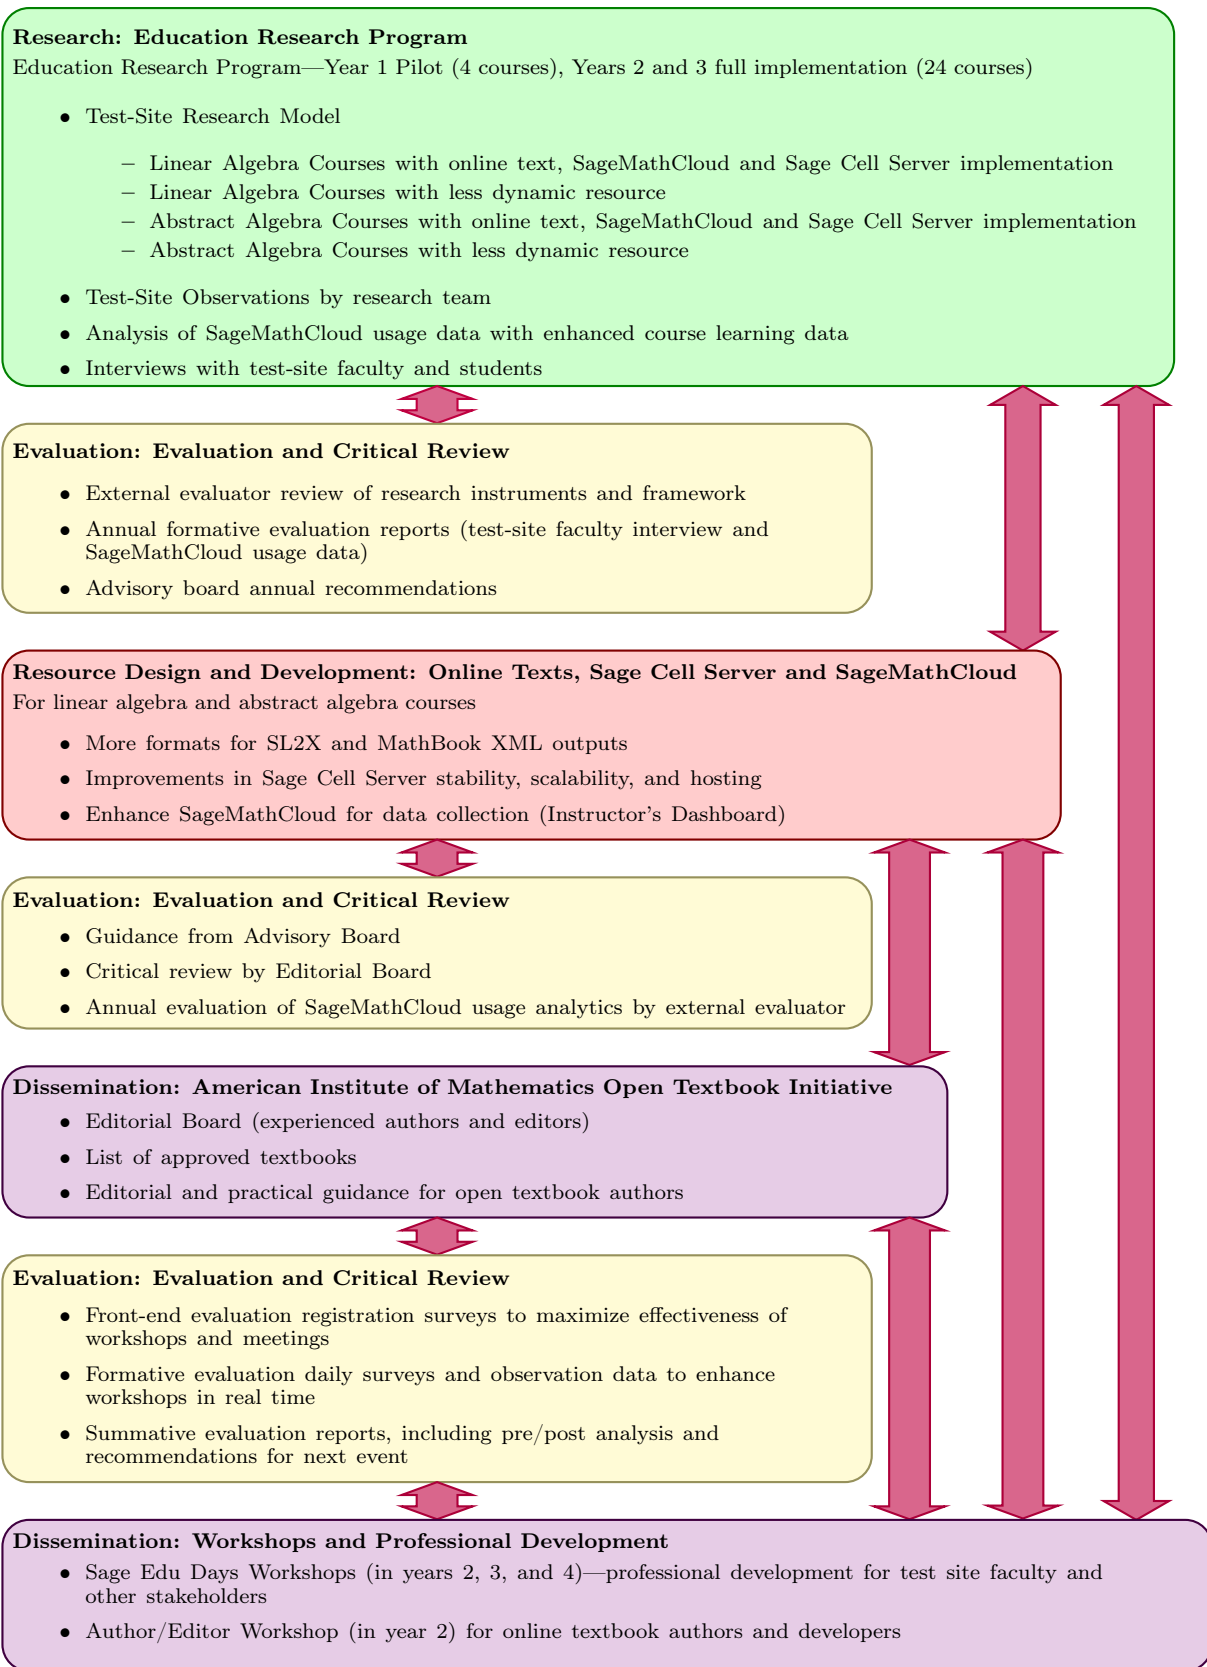 Research: Education Research Program
Education Research Program—Year 1 Pilot (4 courses), Years 2 and 3 full implementation (24 courses)
• Test-Site Research Model
– Linear Algebra Courses with online text, SageMathCloud and Sage Cell Server implementation
– Linear Algebra Courses with less dynamic resource
– Abstract Algebra Courses with online text, SageMathCloud and Sage Cell Server implementation
– Abstract Algebra Courses with less dynamic resource
• Test-Site Observations by research team
• Analysis of SageMathCloud usage data with enhanced course learning data
• Interviews with test-site faculty and students
Evaluation: Evaluation and Critical Review
• External evaluator review of research instruments and framework
• Annual formative evaluation reports (test-site faculty interview and
SageMathCloud usage data)
• Advisory board annual recommendations
Resource Design and Development: Online Texts, Sage Cell Server and SageMathCloud
For linear algebra and abstract algebra courses
• More formats for SL2X and MathBook XML outputs
• Improvements in Sage Cell Server stability, scalability, and hosting
• Enhance SageMathCloud for data collection (Instructor's Dashboard)
Evaluation: Evaluation and Critical Review
• Guidance from Advisory Board
• Critical review by Editorial Board
• Annual evaluation of SageMathCloud usage analytics by external evaluator
Dissemination: American Institute of Mathematics Open Textbook Initiative
• Editorial Board (experienced authors and editors)
• List of approved textbooks
• Editorial and practical guidance for open textbook authors
Evaluation: Evaluation and Critical Review
• Front-end evaluation registration surveys to maximize effectiveness of
workshops and meetings
• Formative evaluation daily surveys and observation data to enhance
workshops in real time
• Summative evaluation reports, including pre/post analysis and
recommendations for next event
Dissemination: Workshops and Professional Development
• Sage Edu Days Workshops (in years 2, 3, and 4)—professional development for test site faculty and
other stakeholders
• Author/Editor Workshop (in year 2) for online textbook authors and developers